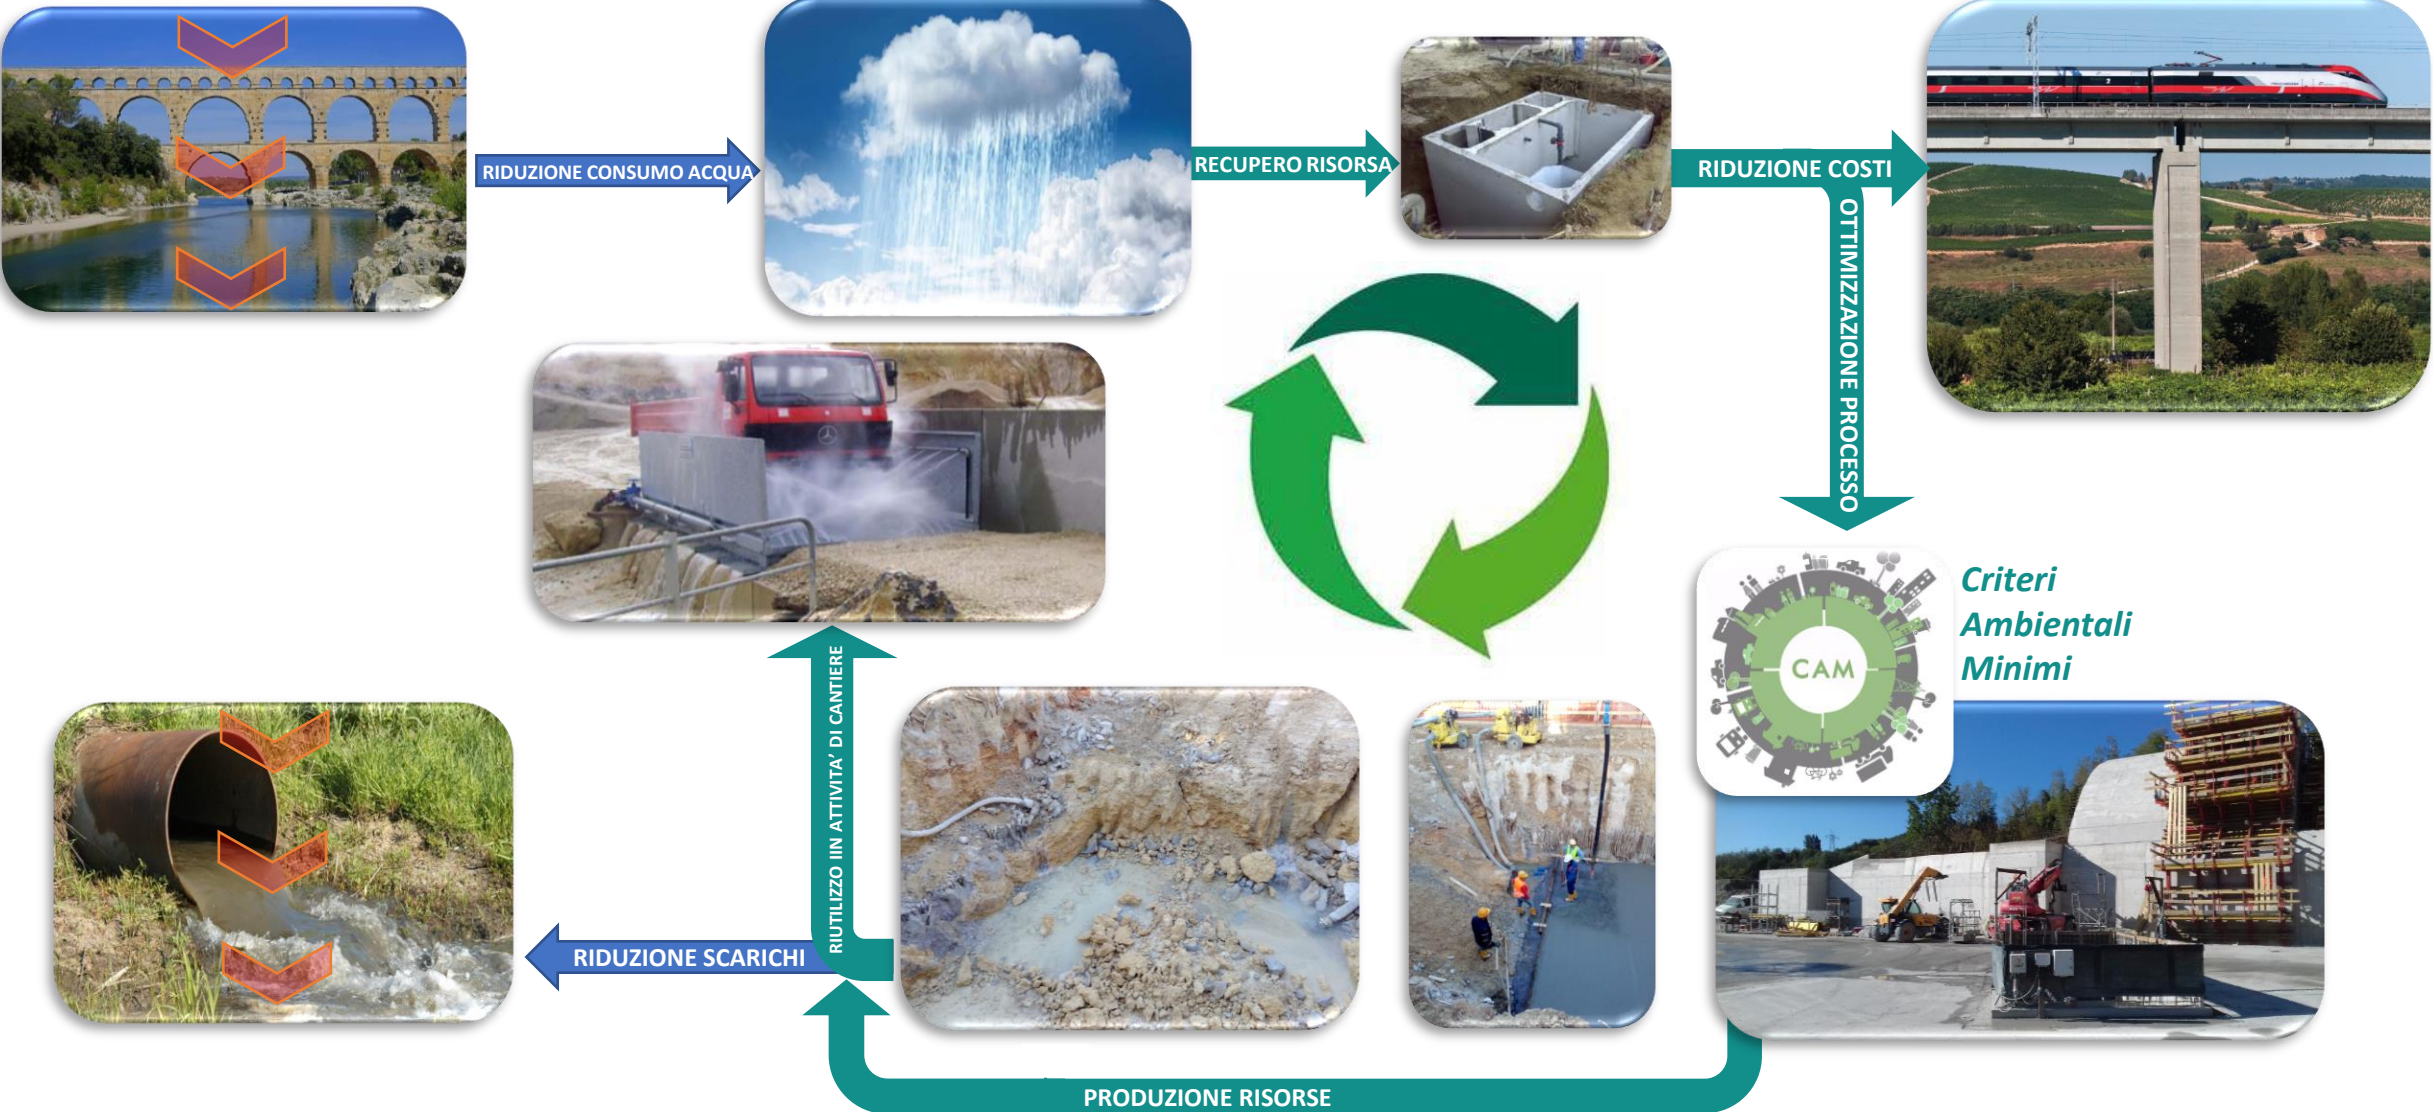 RIDUZIONE CONSUMO ACQUA
RECUPERO RISORSA
RIDUZIONE COSTI
OTTIMIZZAZIONE PROCESSO
Criteri
Ambientali
Minimi
CAM
RIUTILIZZO IIN ATTIVITA' DI CANTIERE
RIDUZIONE SCARICHI
PRODUZIONE RISORSE